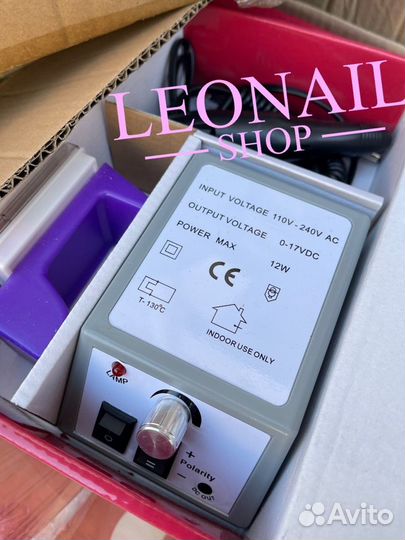 LEONAIL
SHOP
INPUT VOLTAGE 110V - 240V AC
OUTPUT VOLTAGE 0-17VDC
POWER MAX 12W
CE
T- 130℃
INDOOR USE ONLY
LAMP
+
Polarity
-
DC OUT
Avito